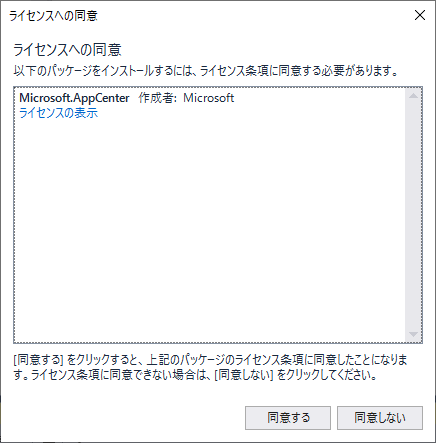 ライセンスへの同意
ライセンスへの同意
以下のパッケージをインストールするには、ライセンス条項に同意する必要があります。
Microsoft.AppCenter 作成者: Microsoft
ライセンスの表示
[同意する] をクリックすると、上記のパッケージのライセンス条項に同意したことになりま
す。ライセンス条項に同意できない場合は、[同意しない] をクリックしてください。
同意する 同意しない